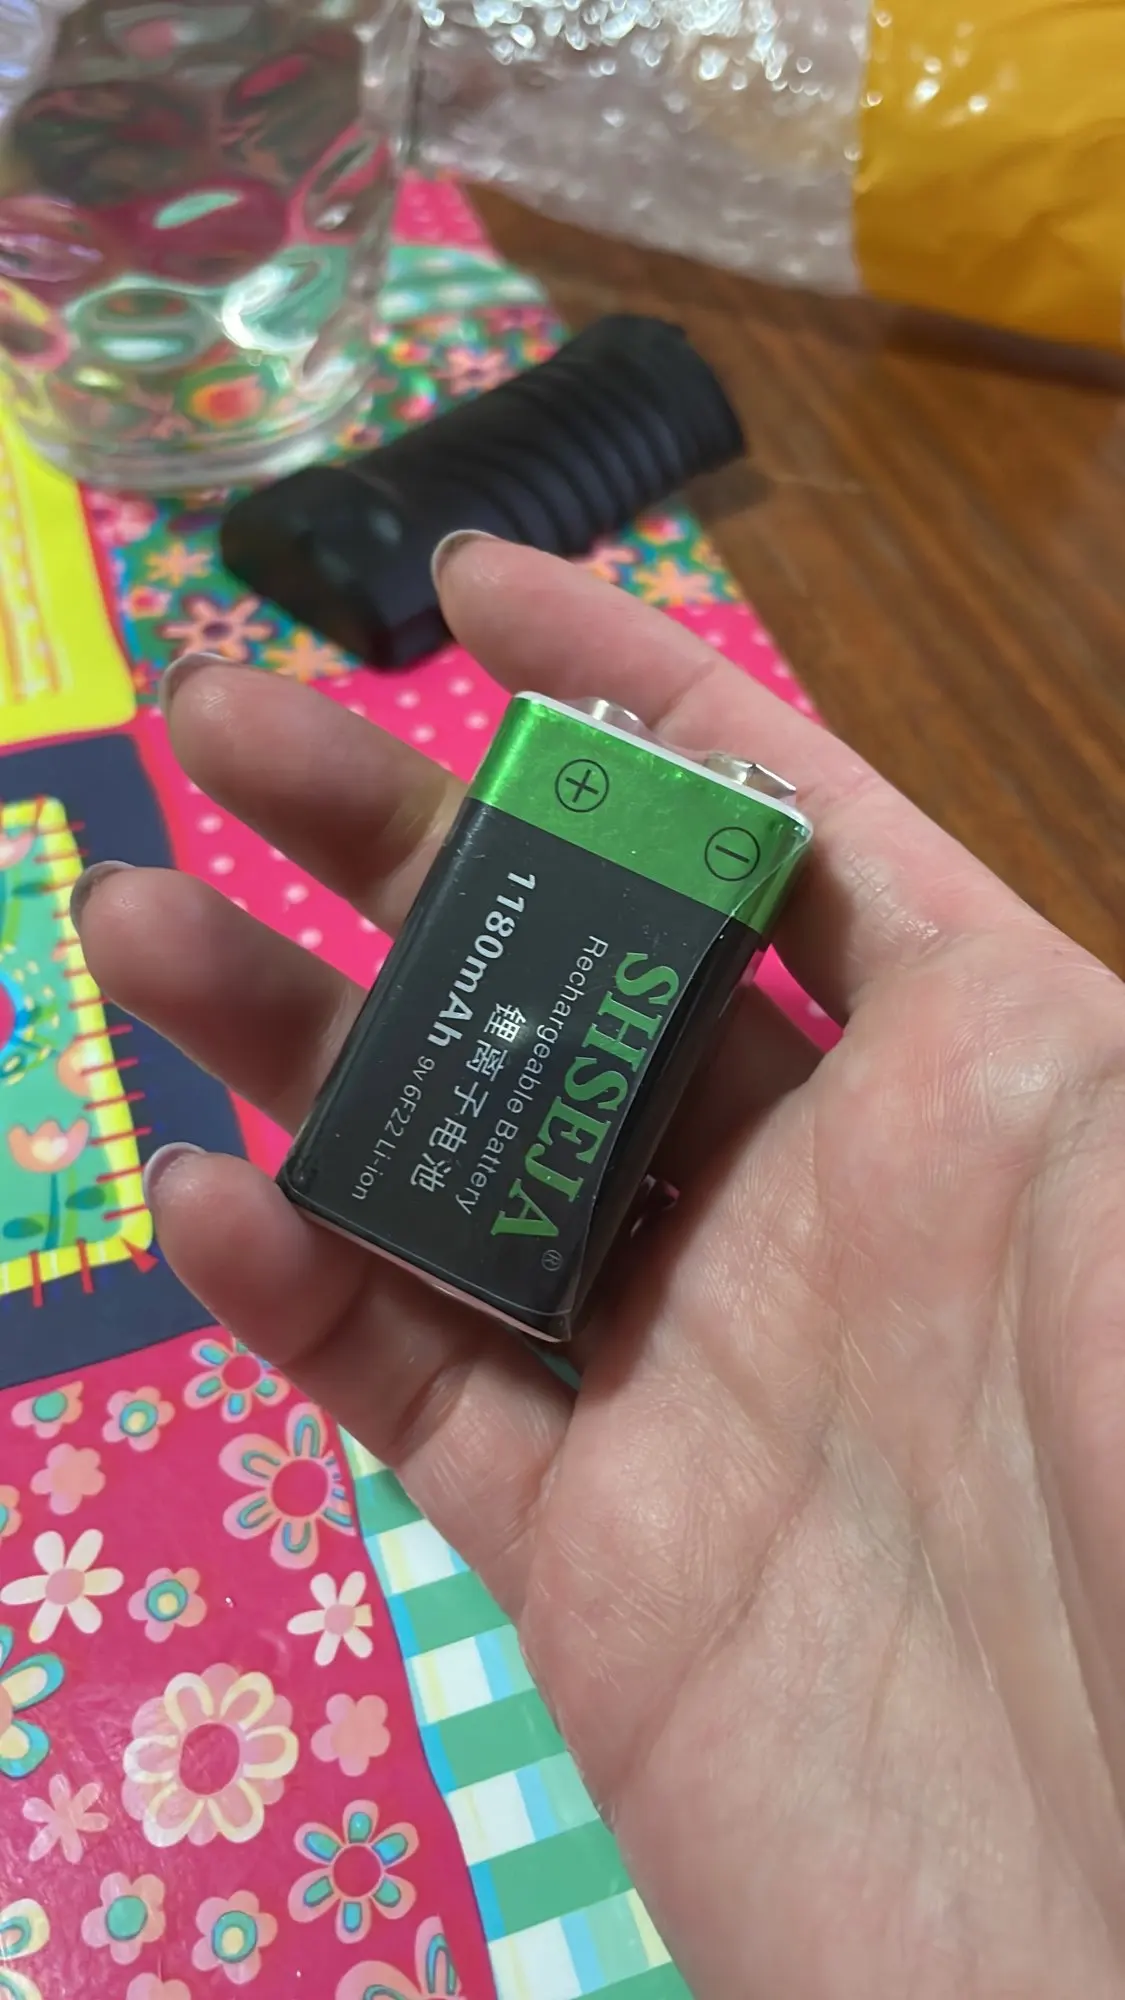 SHSEJA®
Rechargeable Battery
锂离子电池
1180mAh 9v 6F22 Li-ion